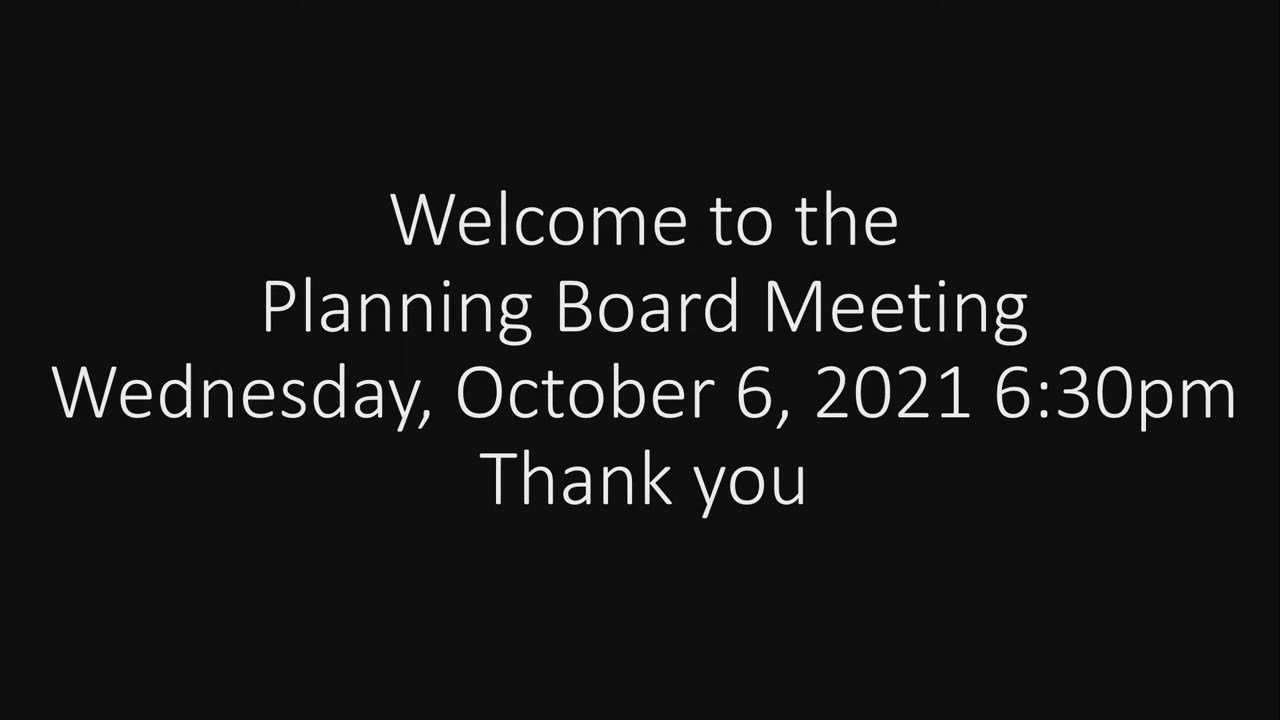 Welcome to the
Planning Board Meeting
Wednesday, October 6, 2021 6:30pm
Thank you